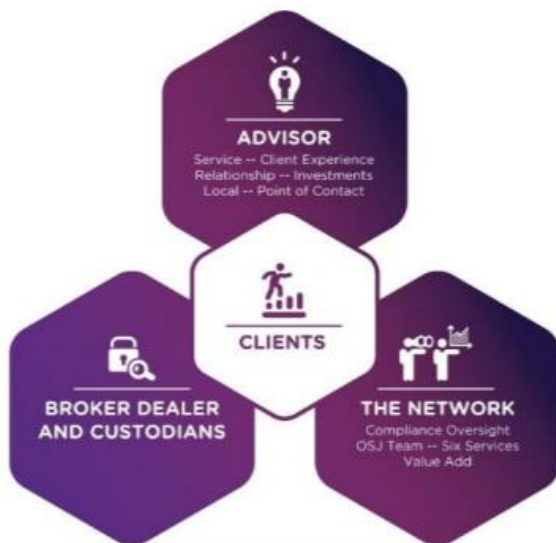 ADVISOR
Service -- Client Experience
Relationship -- Investments
Local -- Point of Contact
CLIENTS
BROKER DEALER
AND CUSTODIANS
THE NETWORK
Compliance Oversight
OSJ Team -- Six Services
Value Add